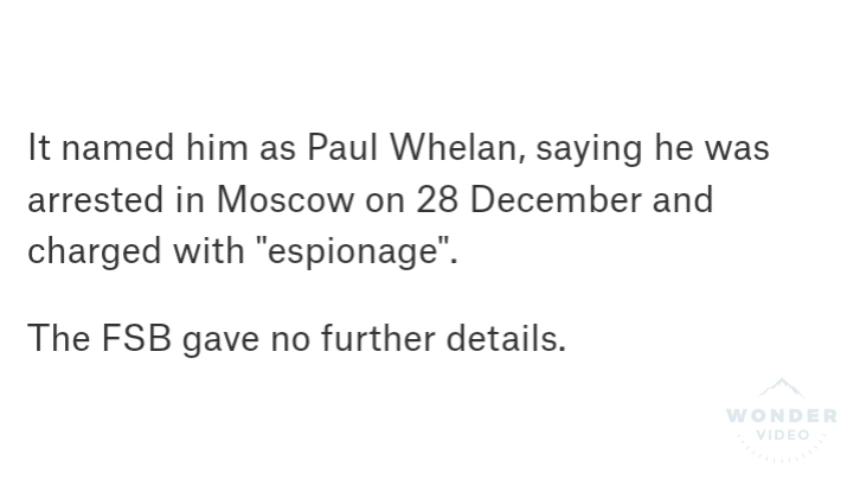 It named him as Paul Whelan, saying he was
arrested in Moscow on 28 December and
charged with "espionage".
The FSB gave no further details.
WONDER
VIDEO